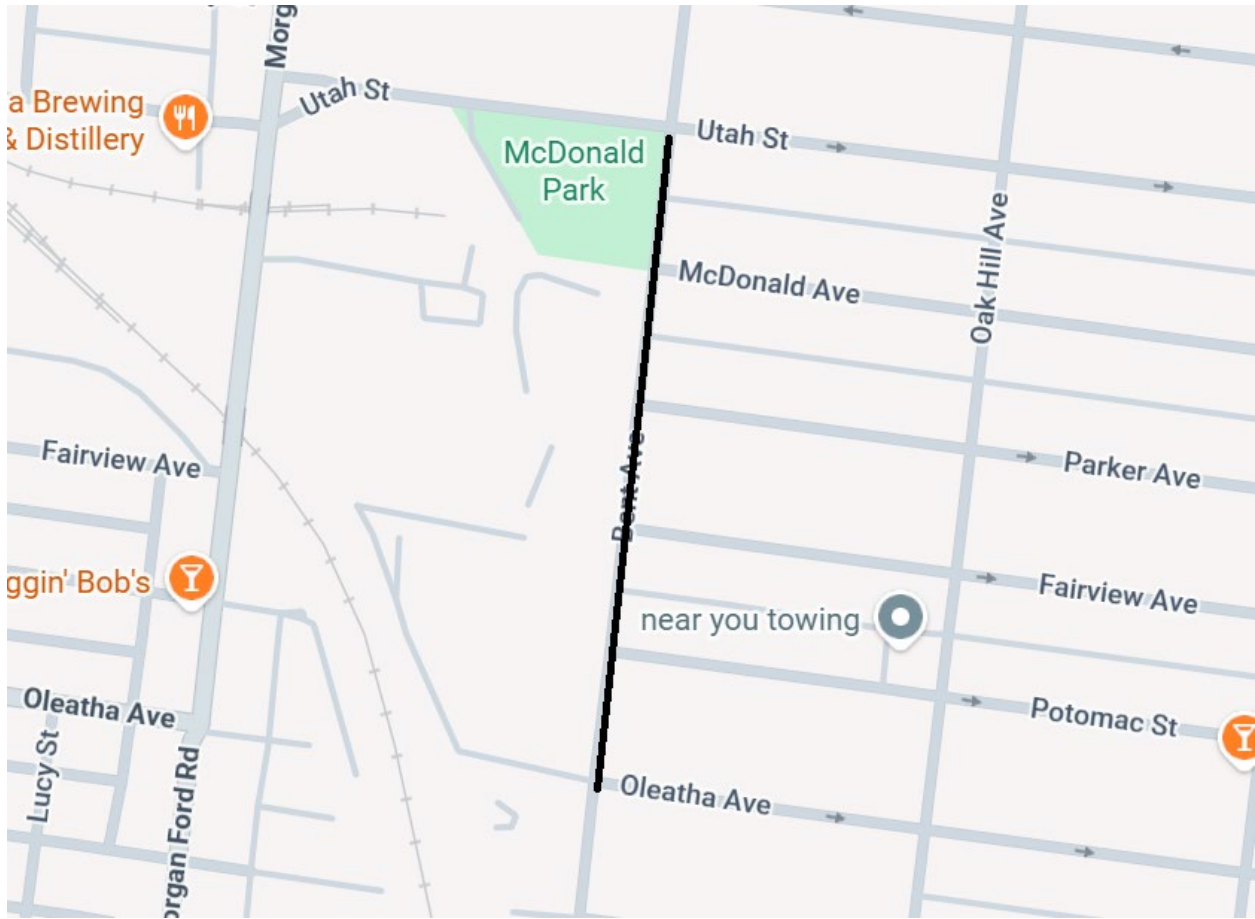 Morg
Utah St
a Brewing
& Distillery
McDonald
Park
Utah St
Oak Hill Ave
McDonald Ave
Fairview Ave
Parker Ave
ggin' Bob's
near you towing
Fairview Ave
Oleatha Ave
Lucy St
Potomac St
organ Ford Rd
Oleatha Ave